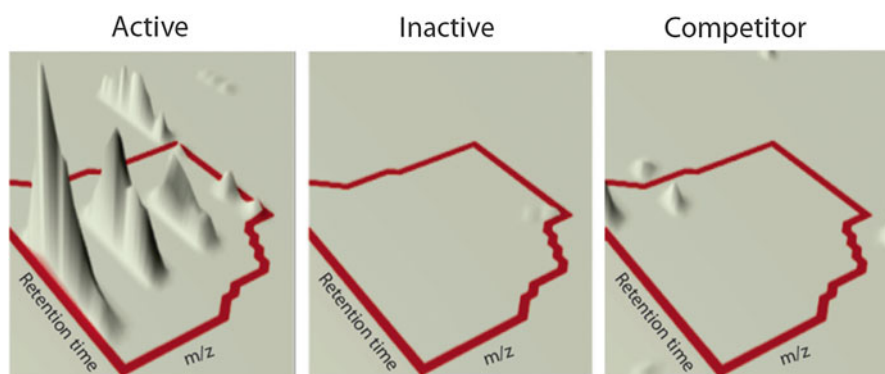 Active
Inactive
Competitor
Retention time
m/z
Retention time
m/z
Retention time
m/z